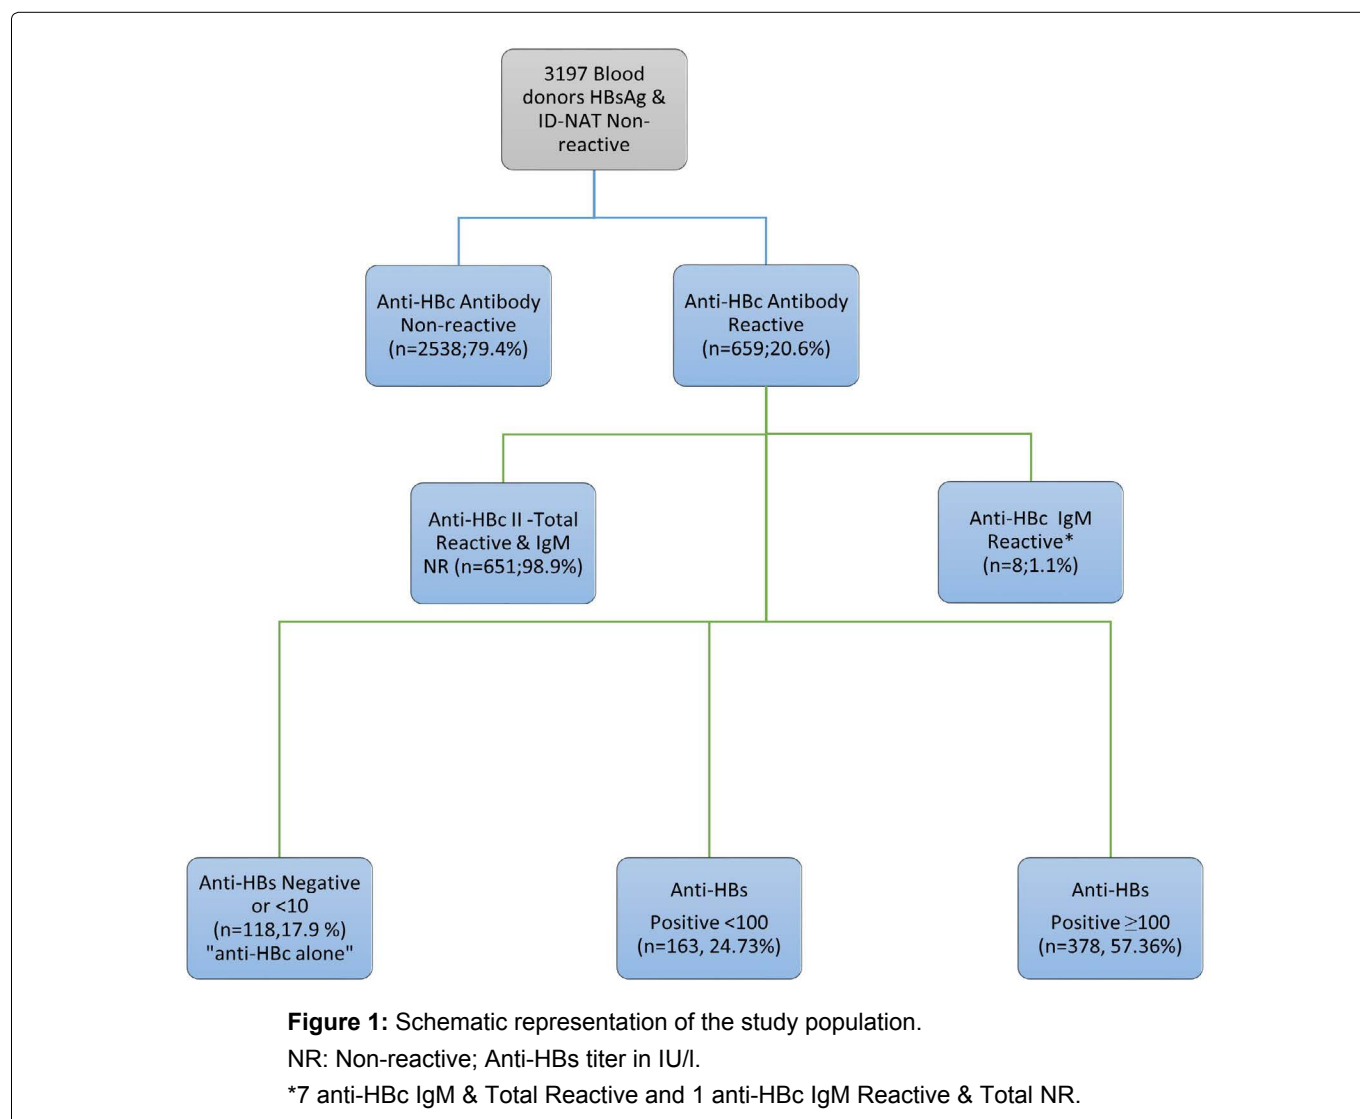 3197 Blood
donors HBsAg &
ID-NAT Non-
reactive
Anti-HBc Antibody
Non-reactive
(n=2538;79.4%)
Anti-HBc Antibody
Reactive
(n=659;20.6%)
Anti-HBc II -Total
Reactive & IgM
NR (n=651;98.9%)
Anti-HBc IgM
Reactive*
(n=8;1.1%)
Anti-HBs Negative
or <10
(n=118,17.9 %)
"anti-HBc alone"
Anti-HBs
Positive <100
(n=163, 24.73%)
Anti-HBs
Positive ≥100
(n=378, 57.36%)
Figure 1: Schematic representation of the study population.
NR: Non-reactive; Anti-HBs titer in IU/l.
*7 anti-HBc IgM & Total Reactive and 1 anti-HBc IgM Reactive & Total NR.